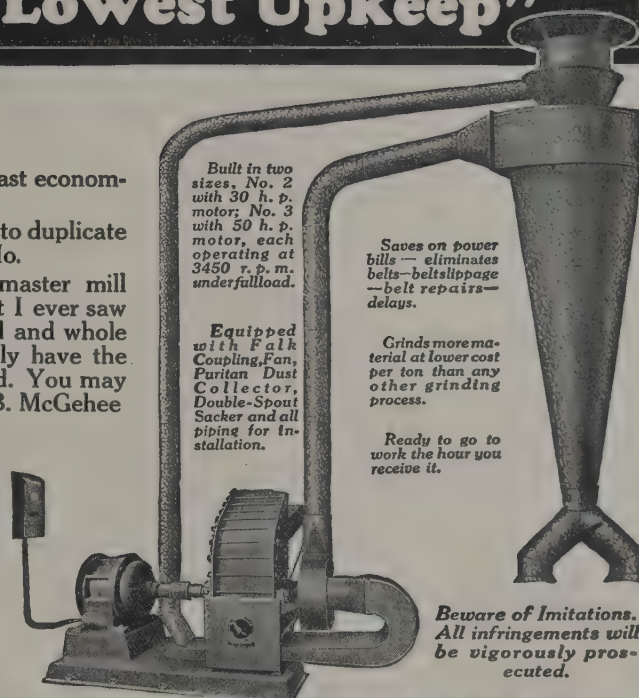 Lowest Upkeep"
ast econom-
to duplicate
Io.
master mill
t I ever saw
l and whole
ly have the
d. You may
B. McGehee
Built in two
sizes, No. 2
with 30 h. p.
motor; No. 3
with 50 h. p.
motor, each
operating at
3450 r. p. m.
under full load.
Equipped
with Falk
Coupling, Fan,
Puritan Dust
Collector,
Double-Spout
Sacker and all
piping for In-
stallation.
Saves on power
bills — eliminates
belts—beltslippage
—belt repairs—
delays.
Grinds more ma-
terial at lower cost
per ton than any
other grinding
process.
Ready to go to
work the hour you
receive it.
Beware of Imitations.
All infringements will
be vigorously pros-
ecuted.